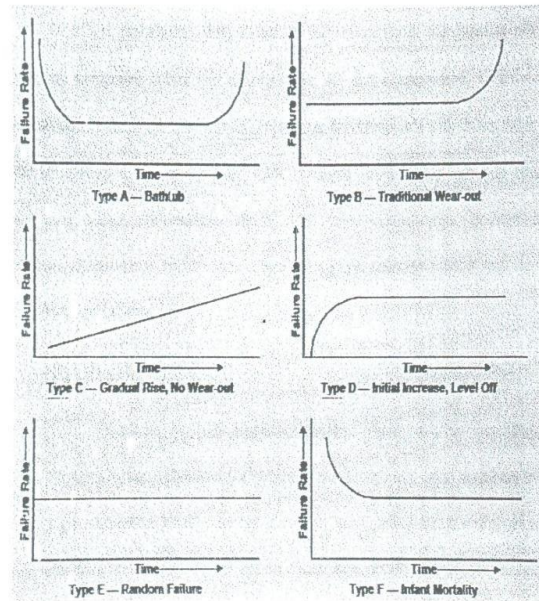 Failure Rate
Time
Type A — Bathtub
Failure Rate
Time
Type B — Traditional Wear-out
Failure Rate
Time
Type C — Gradual Rise, No Wear-out
Failure Rate
Time
Type D — Initial Increase, Level Off
Failure Rate
Time
Type E — Random Failure
Failure Rate
Time
Type F — Infant Mortality